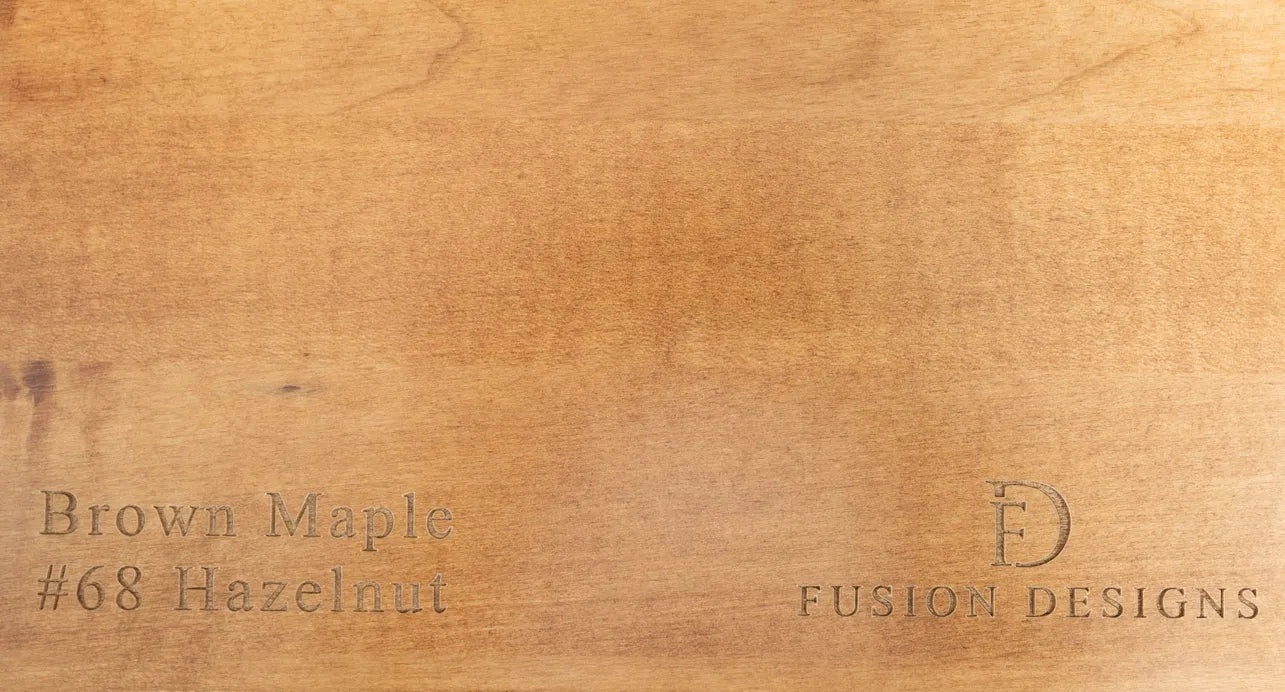 Brown Maple
#68 Hazelnut
FD
FUSION DESIGNS